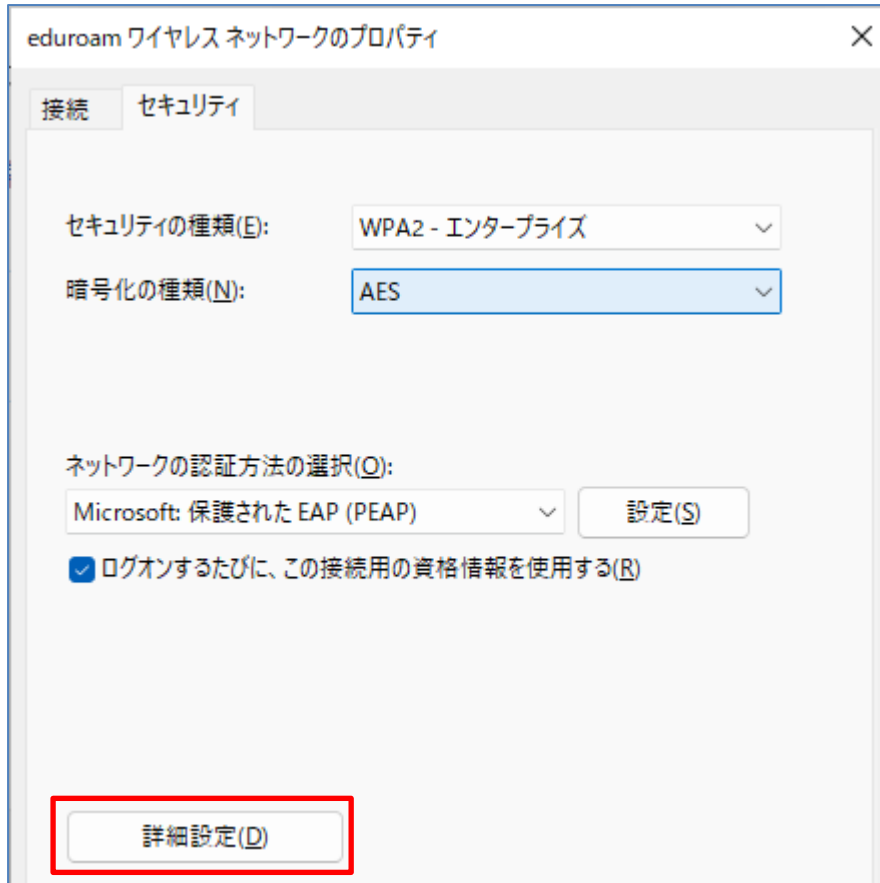 eduroam ワイヤレス ネットワークのプロパティ
接続 セキュリティ
セキュリティの種類(E): WPA2 - エンタープライズ
暗号化の種類(N): AES
ネットワークの認証方法の選択(O):
Microsoft: 保護された EAP (PEAP) 設定(S)
ログオンするたびに、この接続用の資格情報を使用する(R)
詳細設定(D)